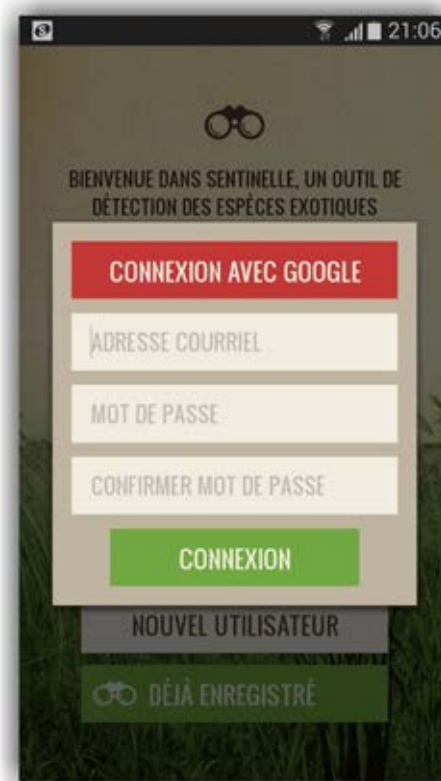 21:06
BIENVENUE DANS SENTINELLE, UN OUTIL DE
DÉTECTION DES ESPÈCES EXOTIQUES
CONNEXION AVEC GOOGLE
ADRESSE COURRIEL
MOT DE PASSE
CONFIRMER MOT DE PASSE
CONNEXION
NOUVEL UTILISATEUR
DÉJÀ ENREGISTRÉ